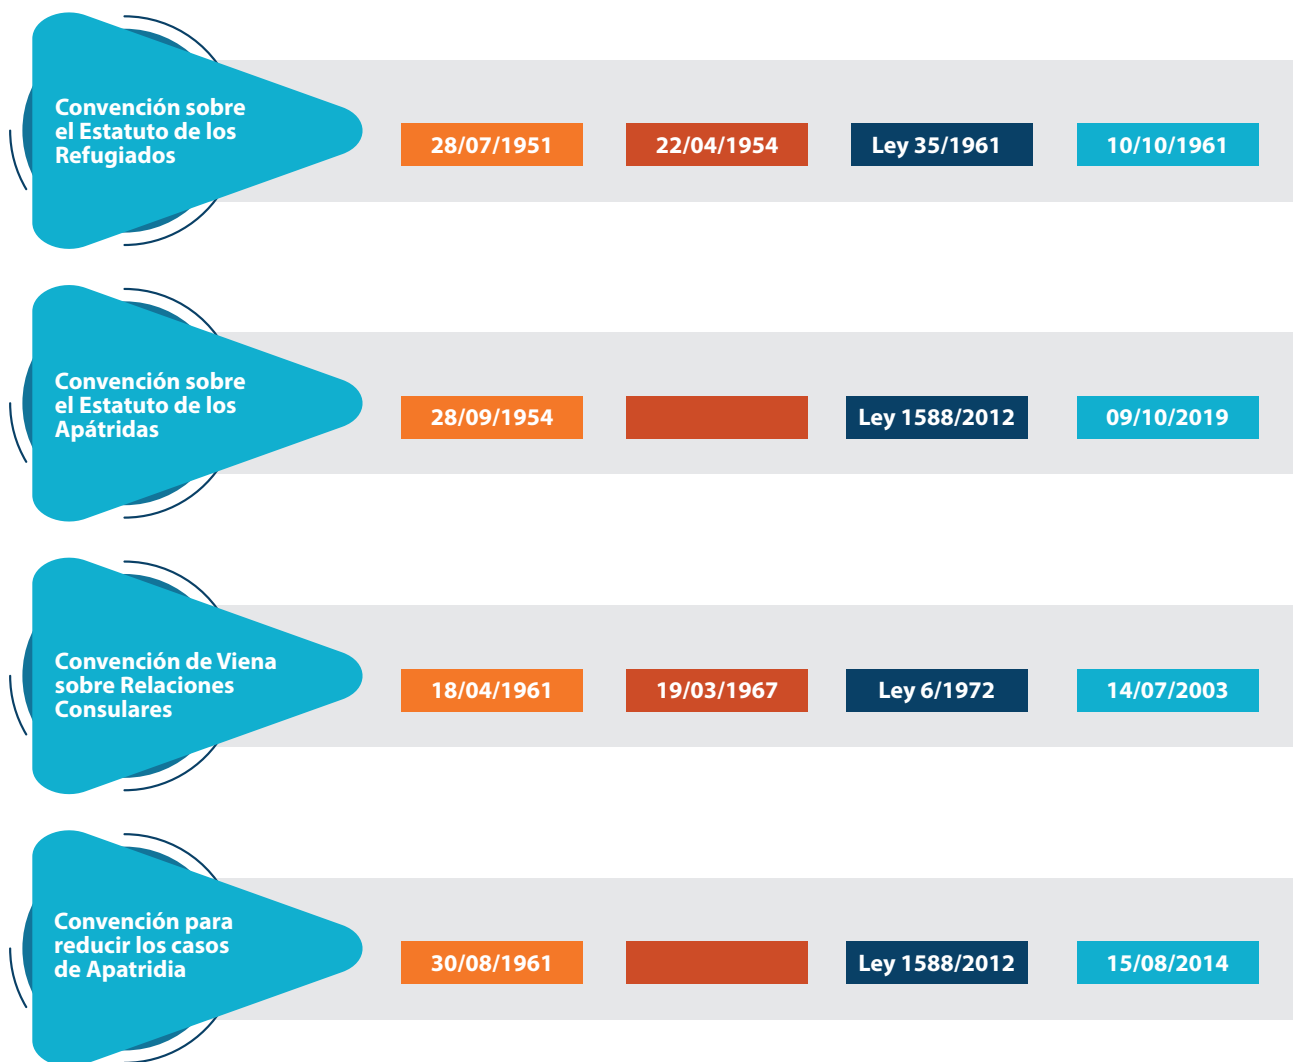 Convención sobre
el Estatuto de los
Refugiados
28/07/1951
22/04/1954
Ley 35/1961
10/10/1961
Convención sobre
el Estatuto de los
Apátridas
28/09/1954
Ley 1588/2012
09/10/2019
Convención de Viena
sobre Relaciones
Consulares
18/04/1961
19/03/1967
Ley 6/1972
14/07/2003
Convención para
reducir los casos
de Apatridia
30/08/1961
Ley 1588/2012
15/08/2014